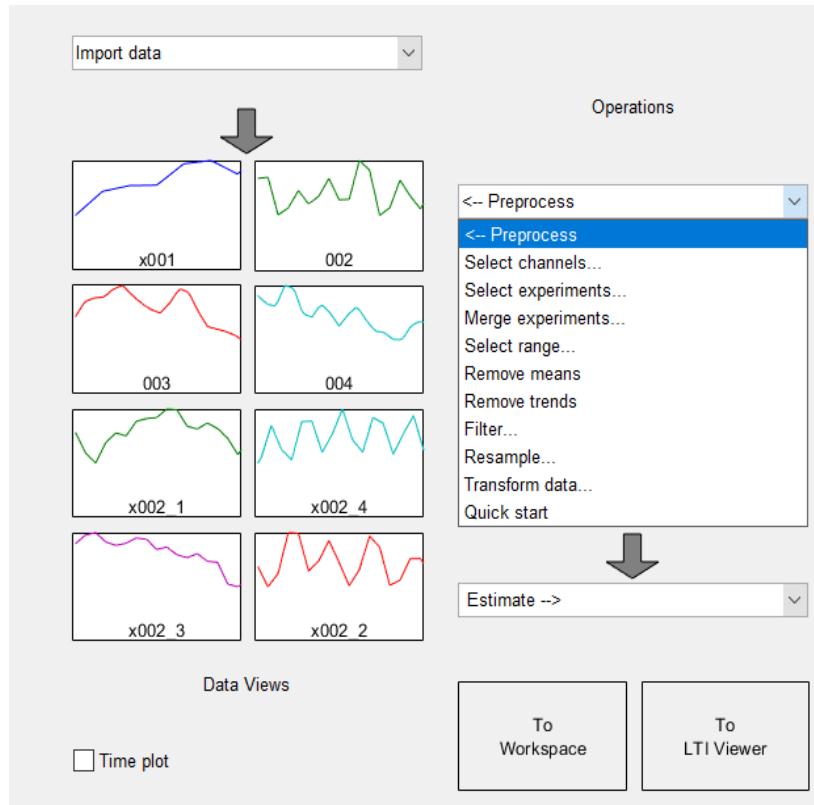 Import data
Operations
x001
002
003
004
x002_1
x002_4
x002_3
x002_2
<-- Preprocess
<-- Preprocess
Select channels...
Select experiments...
Merge experiments...
Select range...
Remove means
Remove trends
Filter...
Resample...
Transform data...
Quick start
Estimate -->
Data Views
Time plot
To
Workspace
To
LTI Viewer